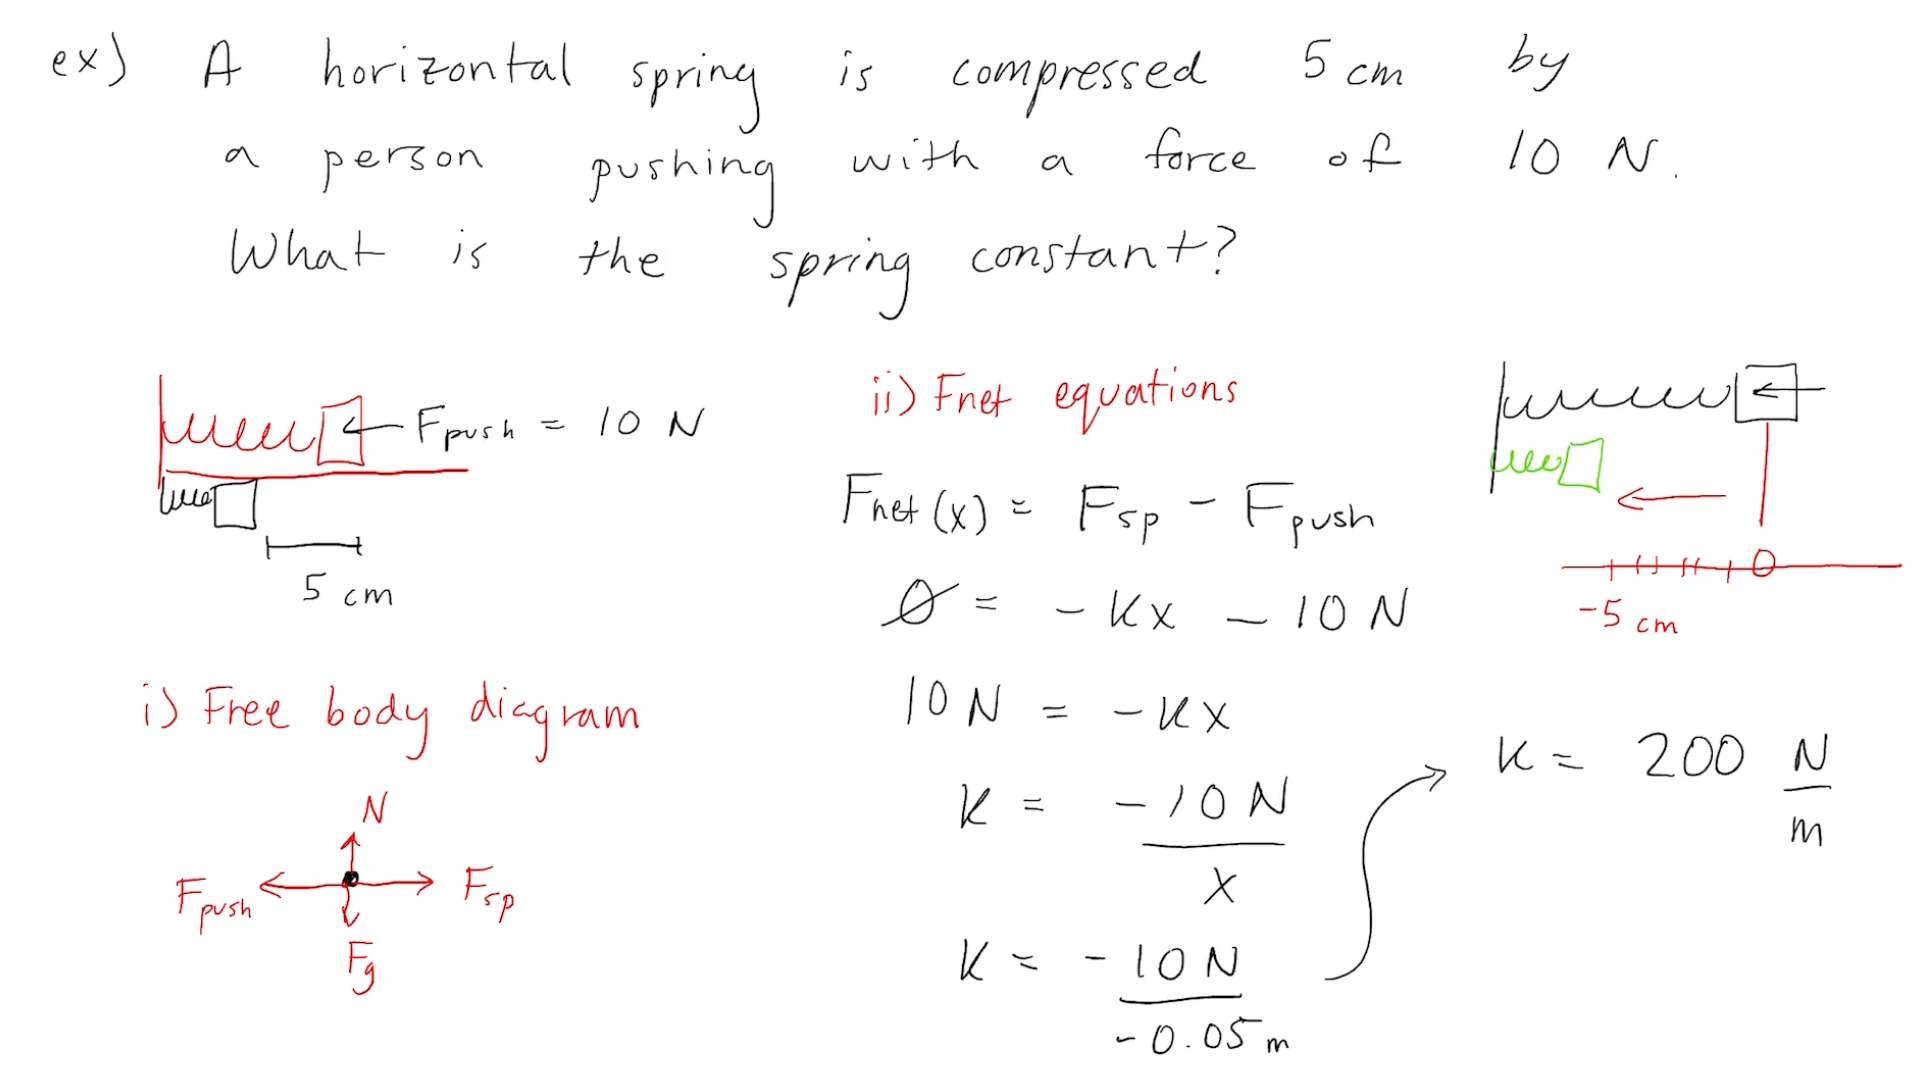 ex) A horizontal spring is compressed 5 cm by
a person pushing with a force of 10 N.
What is the spring constant?
Fpush = 10 N
5 cm
i) Free body diagram
N
Fpush
Fsp
Fg
ii) Fnet equations
Fnet (x) = Fsp - Fpush
0 = - kx - 10 N
10 N = - kx
k = - 10 N
x
k = - 10 N
- 0.05 m
0
-5 cm
k = 200 N
m